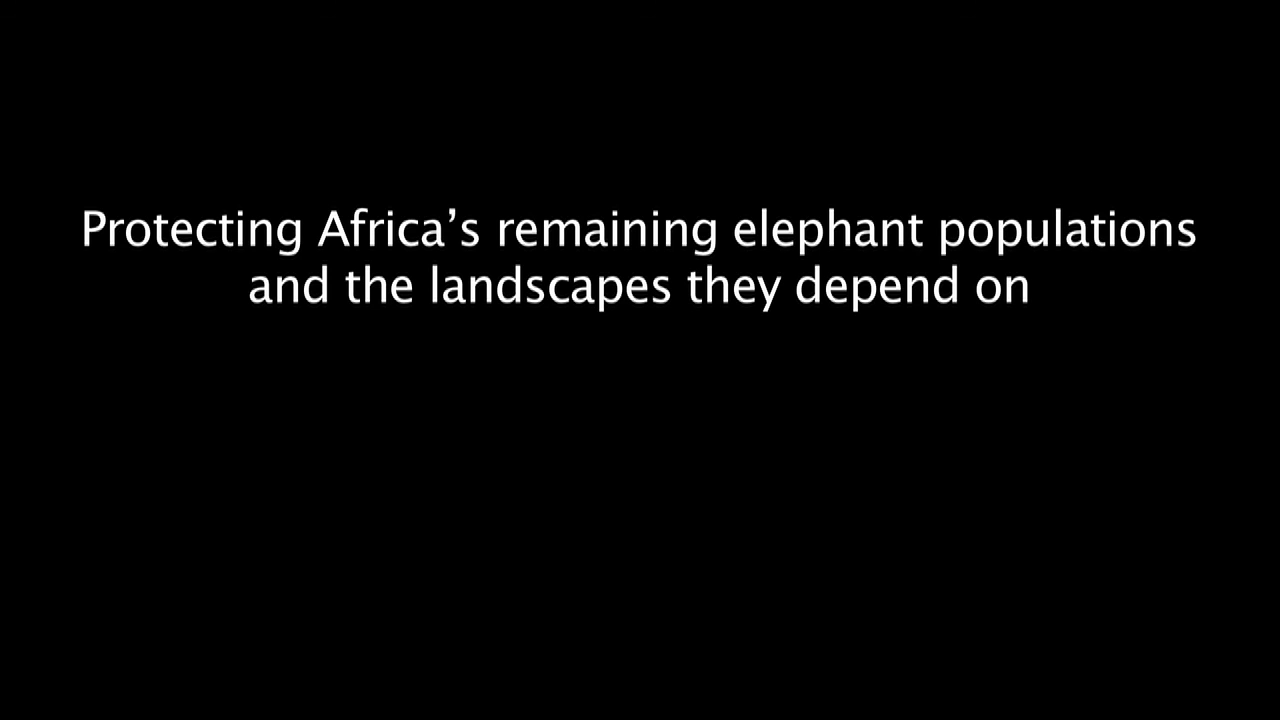 Protecting Africa’s remaining elephant populations
and the landscapes they depend on